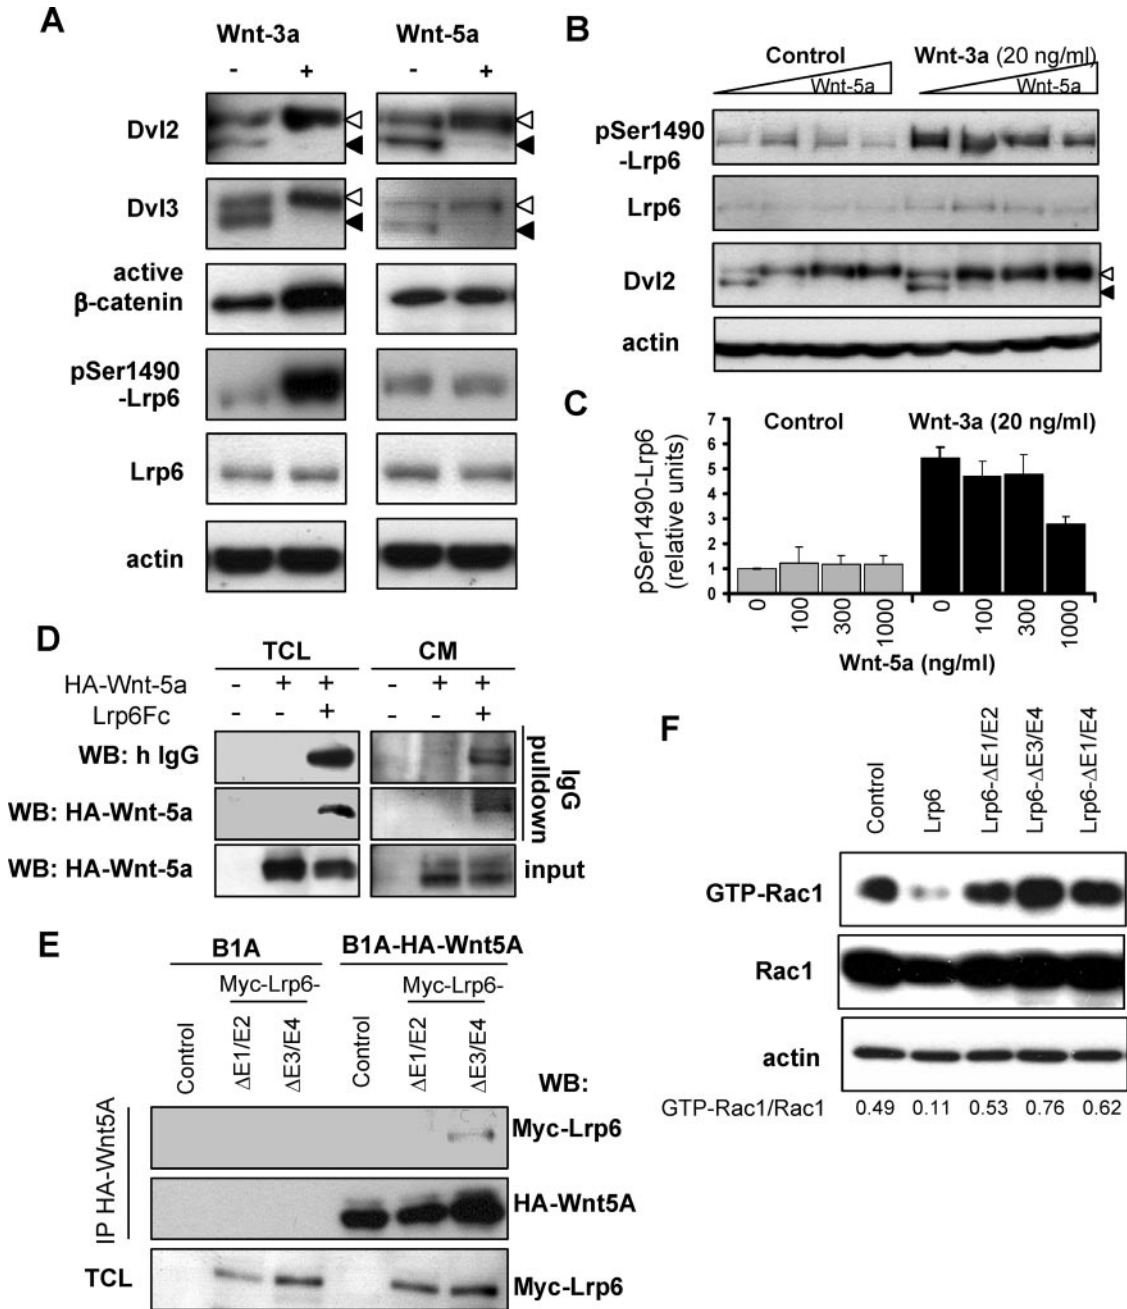 A
Wnt-3a Wnt-5a
- + - +
Dvl2
Dvl3
active
β-catenin
pSer1490
-Lrp6
Lrp6
actin
B
Control Wnt-3a (20 ng/ml)
Wnt-5a Wnt-5a
pSer1490
-Lrp6
Lrp6
Dvl2
actin
C
Control Wnt-3a (20 ng/ml)
pSer1490-Lrp6
(relative units)
7
6
5
4
3
2
1
0
0 100 300 1000 0 100 300 1000
Wnt-5a (ng/ml)
D
TCL CM
HA-Wnt-5a - + + - + +
Lrp6Fc - - + - - +
WB: h IgG
WB: HA-Wnt-5a
IgG
pulldown
WB: HA-Wnt-5a input
E
B1A B1A-HA-Wnt5A
Myc-Lrp6- Myc-Lrp6-
Control ΔE1/E2 ΔE3/E4 Control ΔE1/E2 ΔE3/E4
WB:
IP HA-Wnt5A
Myc-Lrp6
HA-Wnt5A
TCL Myc-Lrp6
F
Control Lrp6 Lrp6-ΔE1/E2 Lrp6-ΔE3/E4 Lrp6-ΔE1/E4
GTP-Rac1
Rac1
actin
GTP-Rac1/Rac1 0.49 0.11 0.53 0.76 0.62